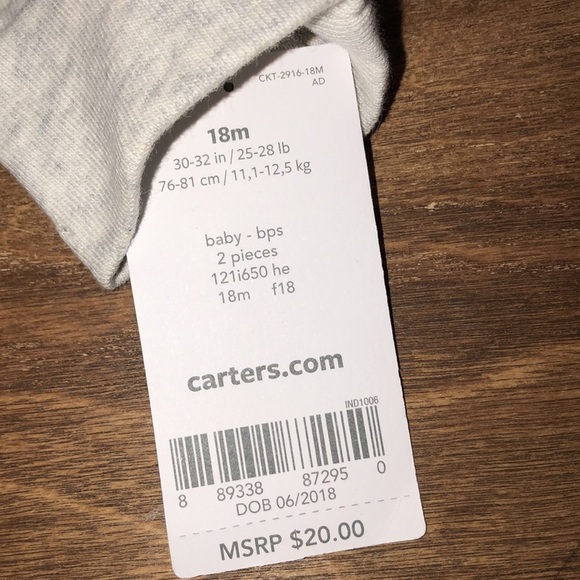 CKT-2916-18M
AD
18m
30-32 in / 25-28 lb
76-81 cm / 11,1-12,5 kg
baby - bps
2 pieces
121i650 he
18m f18
carters.com
IND1006
8 89338 87295 0
DOB 06/2018
MSRP $20.00